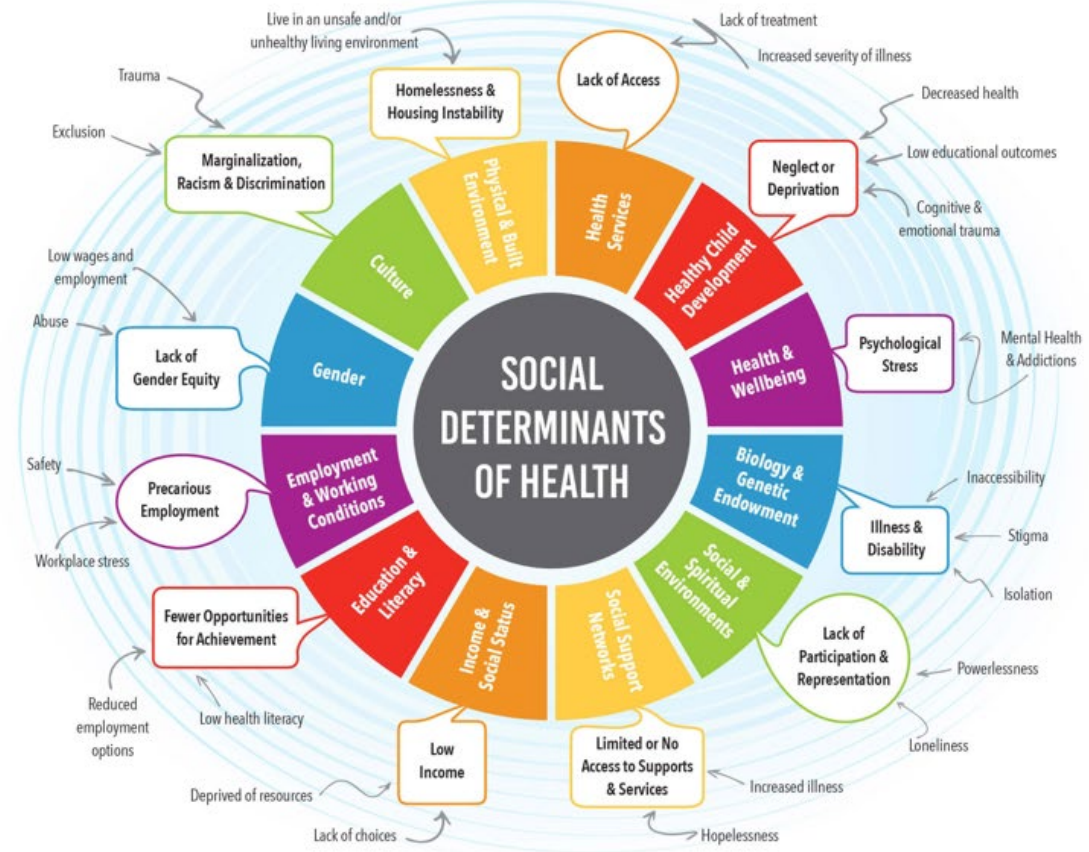 SOCIAL
DETERMINANTS
OF HEALTH
Health
Services
Lack of Access
Lack of treatment
Increased severity of illness
Healthy Child
Development
Neglect or
Deprivation
Decreased health
Low educational outcomes
Cognitive &
emotional trauma
Health &
Wellbeing
Psychological
Stress
Mental Health
& Addictions
Biology &
Genetic
Endowment
Illness &
Disability
Inaccessibility
Stigma
Isolation
Social &
Spiritual
Environments
Lack of
Participation &
Representation
Powerlessness
Loneliness
Social Support
Networks
Limited or No
Access to Supports
& Services
Increased illness
Hopelessness
Income &
Social Status
Low
Income
Deprived of resources
Lack of choices
Education &
Literacy
Fewer Opportunities
for Achievement
Reduced
employment
options
Low health literacy
Employment
& Working
Conditions
Precarious
Employment
Safety
Workplace stress
Gender
Lack of
Gender Equity
Low wages and
employment
Abuse
Culture
Marginalization,
Racism & Discrimination
Trauma
Exclusion
Physical & Built
Environment
Homelessness &
Housing Instability
Live in an unsafe and/or
unhealthy living environment